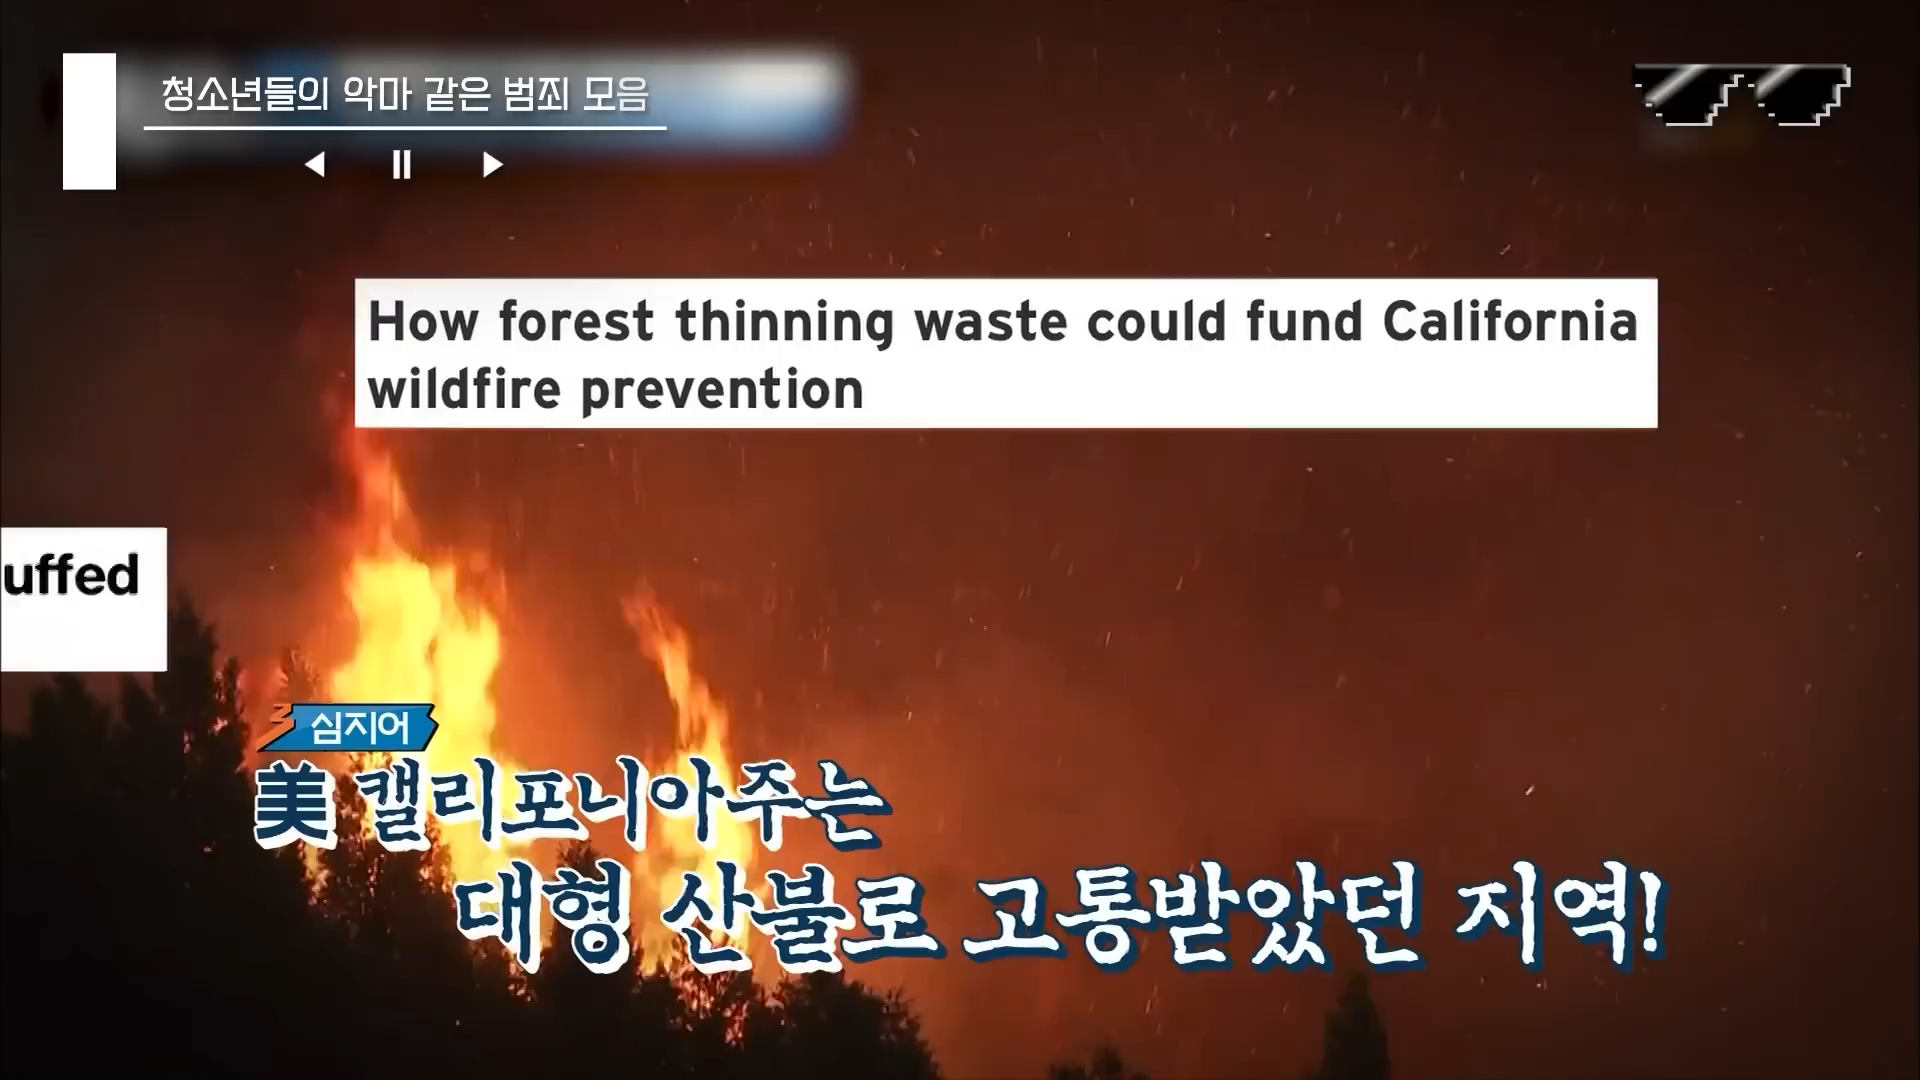 청소년들의 악마 같은 범죄 모음
How forest thinning waste could fund California
wildfire prevention
uffed
심지어
美 캘리포니아주는
대형 산불로 고통받았던 지역!